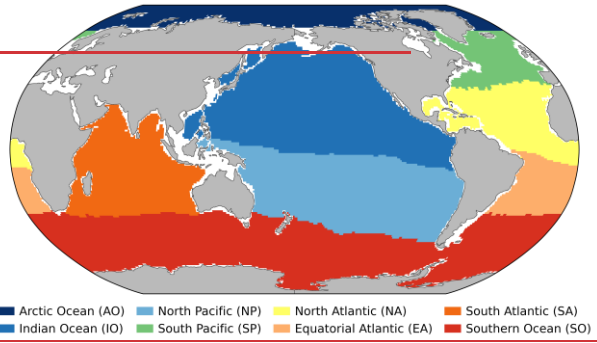 Arctic Ocean (AO) North Pacific (NP) North Atlantic (NA) South Atlantic (SA)
Indian Ocean (IO) South Pacific (SP) Equatorial Atlantic (EA) Southern Ocean (SO)